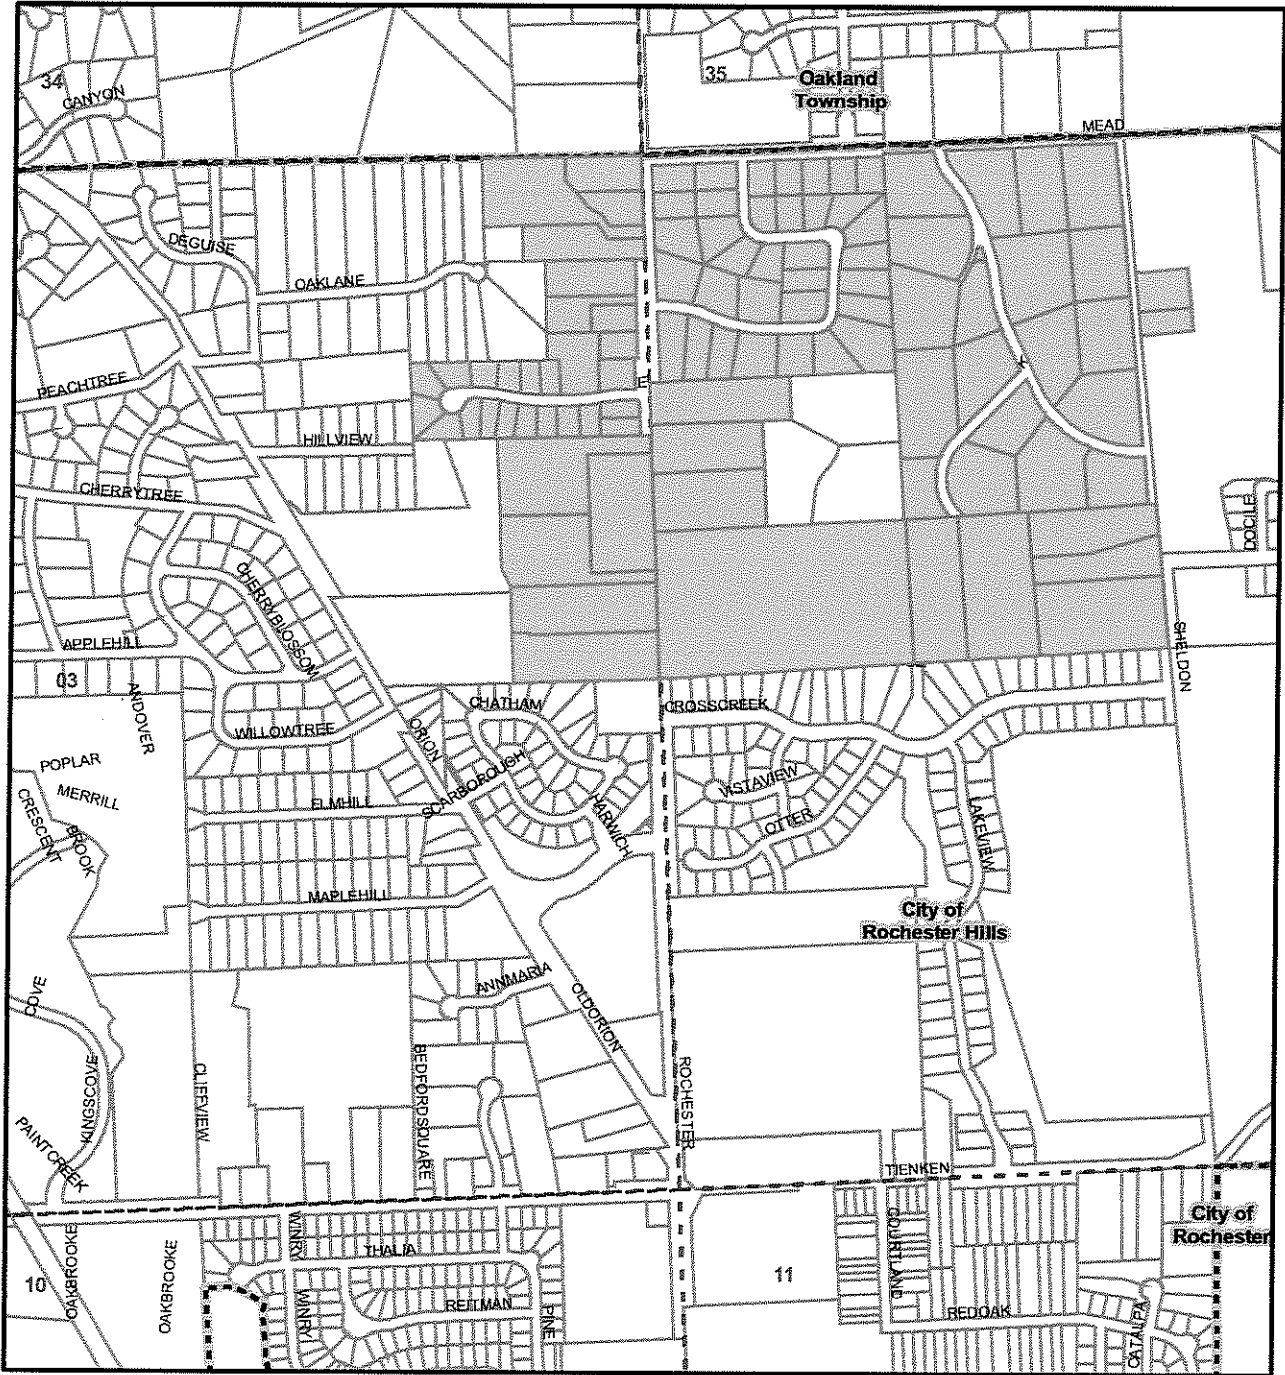 34
CANYON
35
Oakland
Township
MEAD
DEGUISE
OAKLANE
PEACHTREE
E
HILLVIEW
CHERRYTREE
DOCILE
CHERRYBLOSSOM
APPLEHILL
03
ANDOVER
SHELDON
CHATHAM
CROSSCREEK
WILLOWTREE
ORION
POPLAR
MERRILL
CRESCENT
BROOK
SCARBOROUGH
VISTAVIEW
ELMHILL
HARWICH
OTTER
LAKEVIEW
MAPLEHILL
City of
Rochester Hills
ANNMARIA
COVE
OLDORION
KINGSCOVE
CLIFFVIEW
BEDFORDSQUARE
ROCHESTER
PAINTCREEK
TIENKEN
OAKBROOKE
OAKBROOKE
WINRY
THALIA
COURTLAND
City of
Rochester
10
11
WINRY
REITMAN
PINE
REDOAK
CATALPA